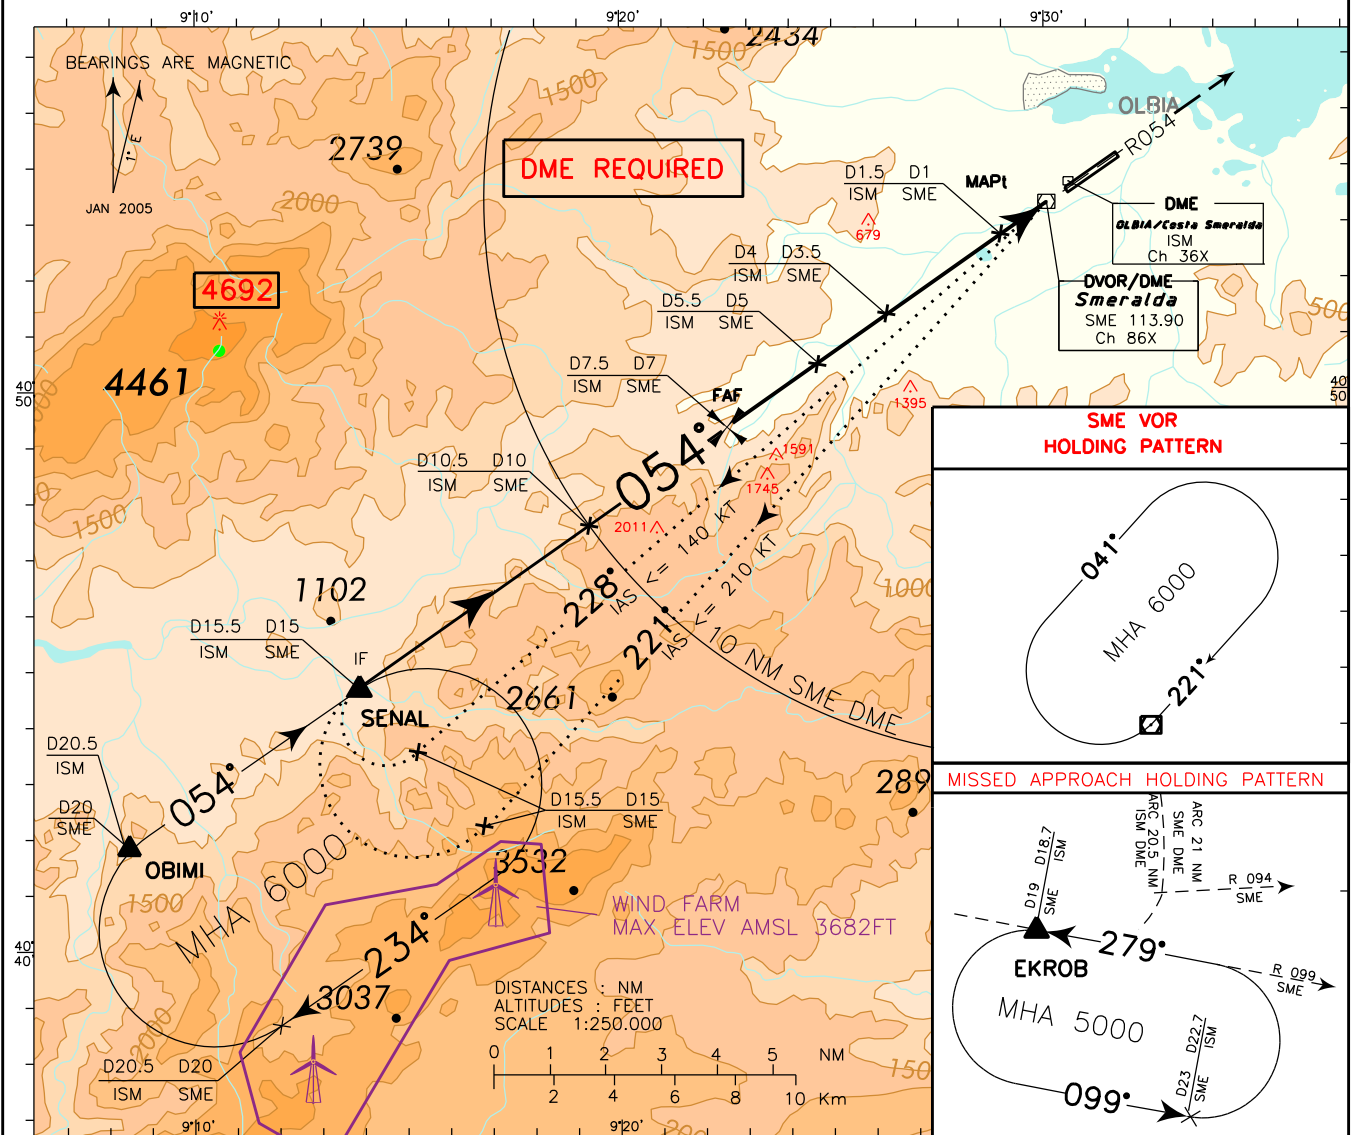 9°10'
9°20'
9°30'
BEARINGS ARE MAGNETIC
1° E
JAN 2005
2434
1500
1500
2739
2000
DME REQUIRED
OLBIA
R054
D1.5 D1
ISM SME
MAPt
679
DME
OLBIA/Costa Smeralda
ISM
Ch 36X
D4 D3.5
ISM SME
DVOR/DME
Smeralda
SME 113.90
Ch 86X
4692
D5.5 D5
ISM SME
500
4461
D7.5 D7
ISM SME
FAF
1395
40°
50'
40°
50
SME VOR
HOLDING PATTERN
054°
D10.5 D10
ISM SME
1591
1745
2011
1500
041°
MHA 6000
221°
1102
228°
IAS <= 140 KT
221°
IAS <= 210 KT
1000
D15.5 D15
ISM SME
IF
SENAL
2661
10 NM SME DME
D20.5
ISM
D20
SME
054°
OBIMI
D15.5 D15
ISM SME
289
MISSED APPROACH HOLDING PATTERN
ARC 20.5 NM
ISM DME
ARC 21 NM
SME DME
D19 D18.7
SME ISM
R 094
SME
EKROB
279°
R 099
SME
MHA 5000
D23 D22.7
SME ISM
099°
3532
MHA 6000
1500
WIND FARM
MAX ELEV AMSL 3682FT
234°
3037
40°
2000
DISTANCES : NM
ALTITUDES : FEET
SCALE 1:250.000
0 1 2 3 4 5 NM
2 4 6 8 10 Km
D20.5 D20
ISM SME
150
200
9°10'
9°20'